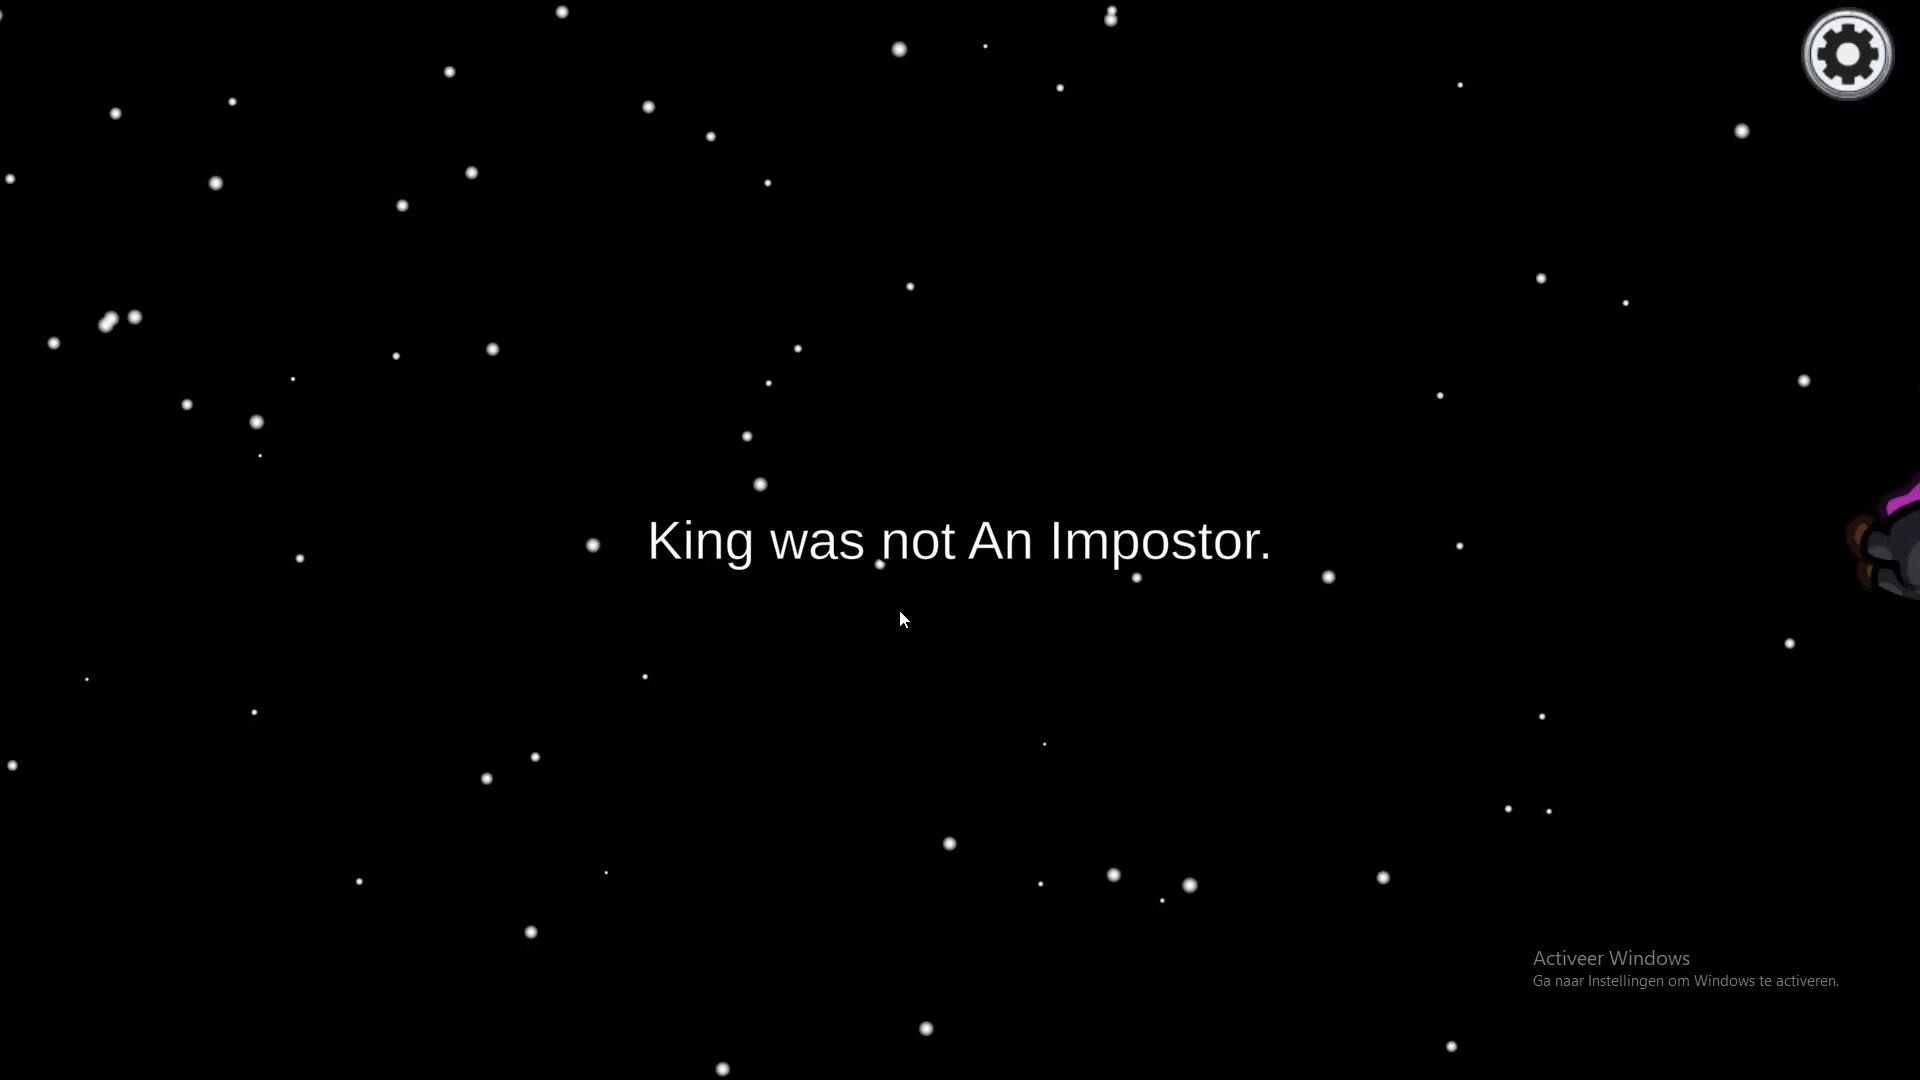 King was not An Impostor.
Activeer Windows
Ga naar Instellingen om Windows te activeren.